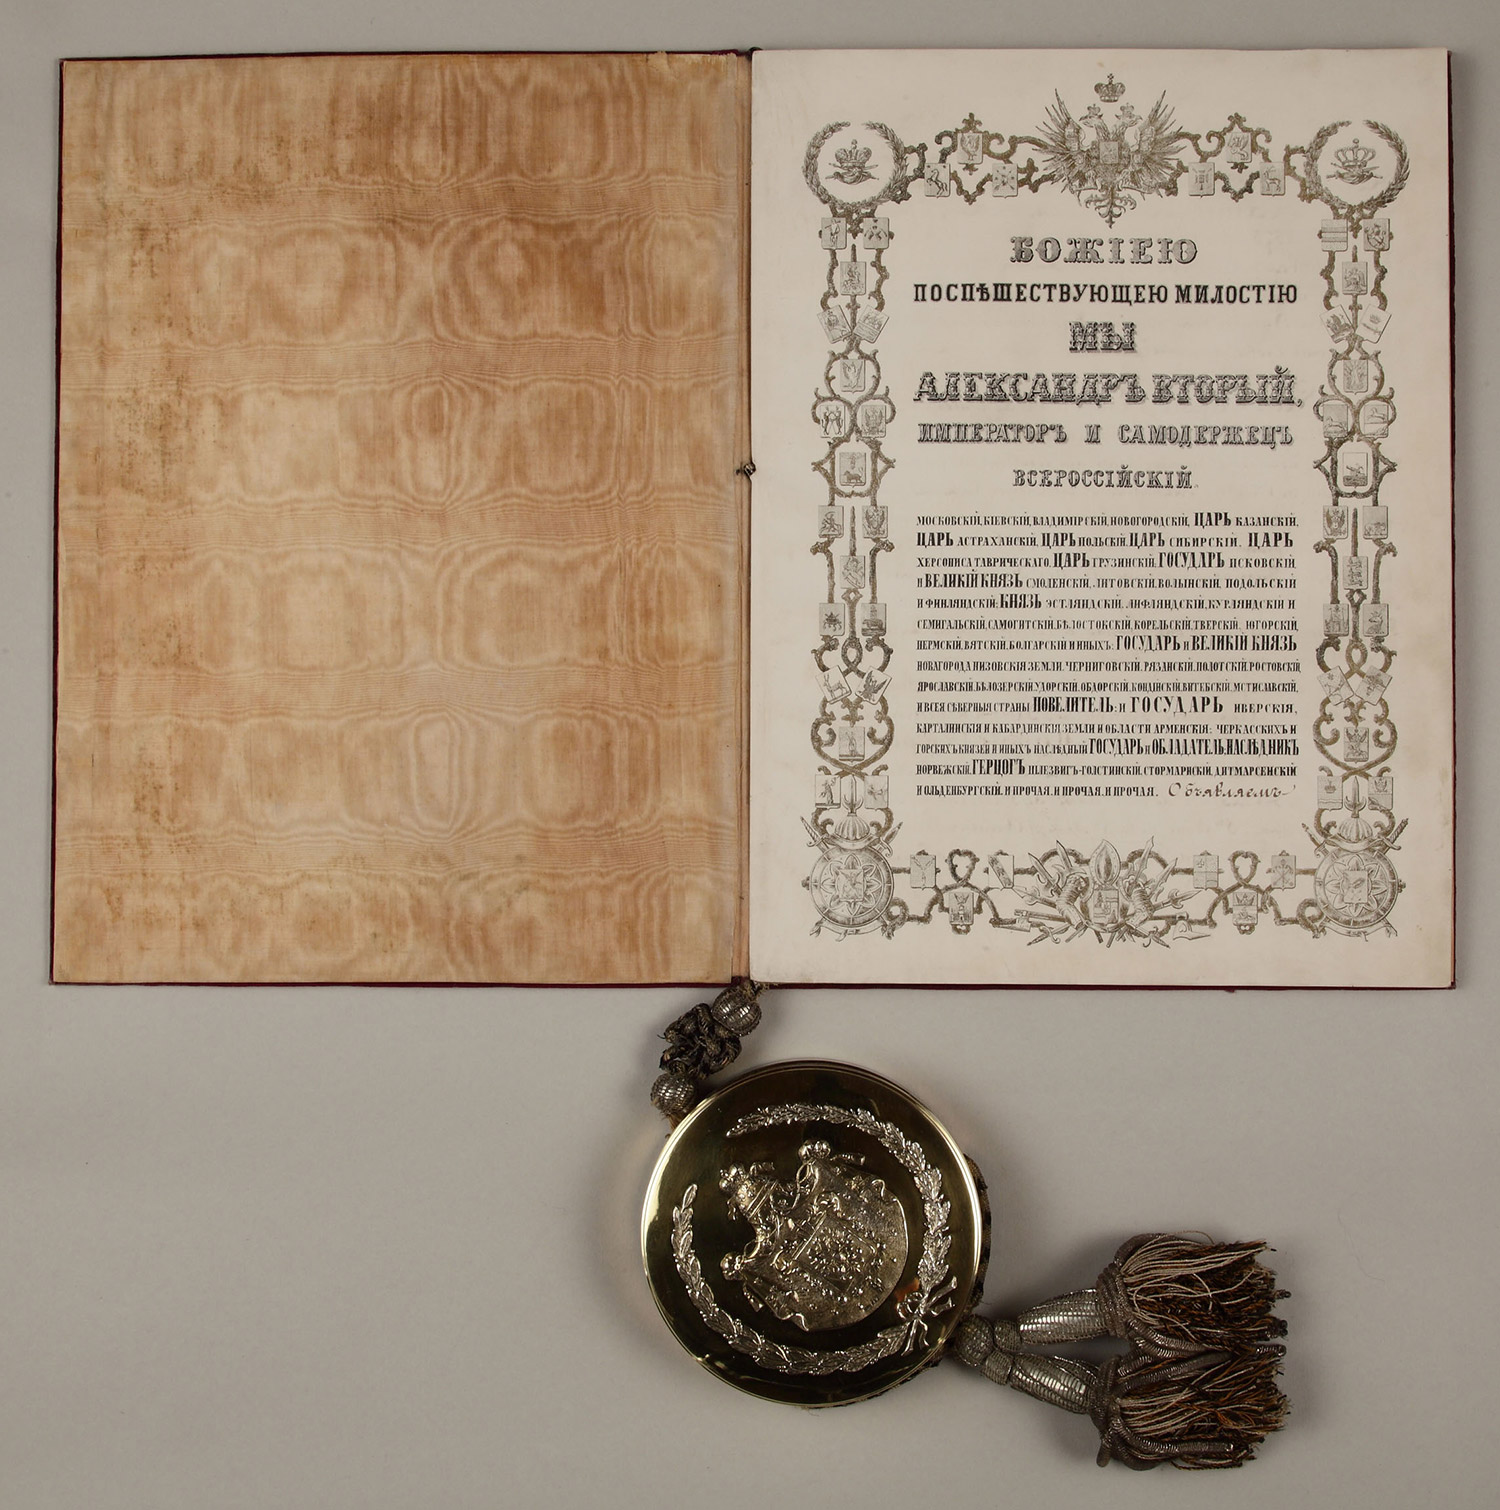 БОЖІЕЮ
ПОСПѢШЕСТВУЮЩЕЮ МИЛОСТІЮ
МЫ
АЛЕКСАНДРЪ ВТОРЫЙ,
ИМПЕРАТОРЪ И САМОДЕРЖЕЦЪ
ВСЕРОССІЙСКІЙ.
МОСКОВСКІЙ, КІЕВСКІЙ, ВЛАДИМІРСКІЙ, НОВОГОРОДСКІЙ, ЦАРЬ КАЗАНСКІЙ,
ЦАРЬ АСТРАХАНСКІЙ, ЦАРЬ ПОЛЬСКІЙ, ЦАРЬ СИБИРСКІЙ, ЦАРЬ
ХЕРСОНИСА ТАВРИЧЕСКАГО, ЦАРЬ ГРУЗИНСКІЙ; ГОСУДАРЬ ПСКОВСКІЙ
И ВЕЛИКІЙ КНЯЗЬ СМОЛЕНСКІЙ, ЛИТОВСКІЙ, ВОЛЫНСКІЙ, ПОДОЛЬСКІЙ
И ФИНЛЯНДСКІЙ; КНЯЗЬ ЭСТЛЯНДСКІЙ, ЛИФЛЯНДСКІЙ, КУРЛЯНДСКІЙ И
СЕМИГАЛЬСКІЙ, САМОГИТСКІЙ, БѢЛОСТОКСКІЙ, КОРЕЛЬСКІЙ, ТВЕРСКІЙ, ЮГОРСКІЙ,
ПЕРМСКІЙ, ВЯТСКІЙ, БОЛГАРСКІЙ И ИНЫХЪ; ГОСУДАРЬ И ВЕЛИКІЙ КНЯЗЬ
НОВАГОРОДА НИЗОВСКІЯ ЗЕМЛИ, ЧЕРНИГОВСКІЙ, РЯЗАНСКІЙ, ПОЛОТСКІЙ, РОСТОВСКІЙ,
ЯРОСЛАВСКІЙ, БѢЛОЗЕРСКІЙ, УДОРСКІЙ, ОБДОРСКІЙ, КОНДІЙСКІЙ, ВИТЕБСКІЙ, МСТИСЛАВСКІЙ,
И ВСЕЯ СѢВЕРНЫЯ СТРАНЫ ПОВЕЛИТЕЛЬ; И ГОСУДАРЬ ИВЕРСКІЯ,
КАРТАЛИНСКІЯ И КАБАРДИНСКІЯ ЗЕМЛИ И ОБЛАСТИ АРМЕНСКІЯ; ЧЕРКАССКИХЪ И
ГОРСКИХЪ КНЯЗЕЙ И ИНЫХЪ НАСЛѢДНЫЙ ГОСУДАРЬ И ОБЛАДАТЕЛЬ; НАСЛѢДНИКЪ
НОРВЕЖСКІЙ, ГЕРЦОГЪ ШЛЕЗВИГЪ-ГОЛСТИНСКІЙ, СТОРМАРНСКІЙ, ДИТМАРСЕНСКІЙ
И ОЛЬДЕНБУРГСКІЙ, И ПРОЧАЯ, И ПРОЧАЯ, И ПРОЧАЯ. Объявляемъ